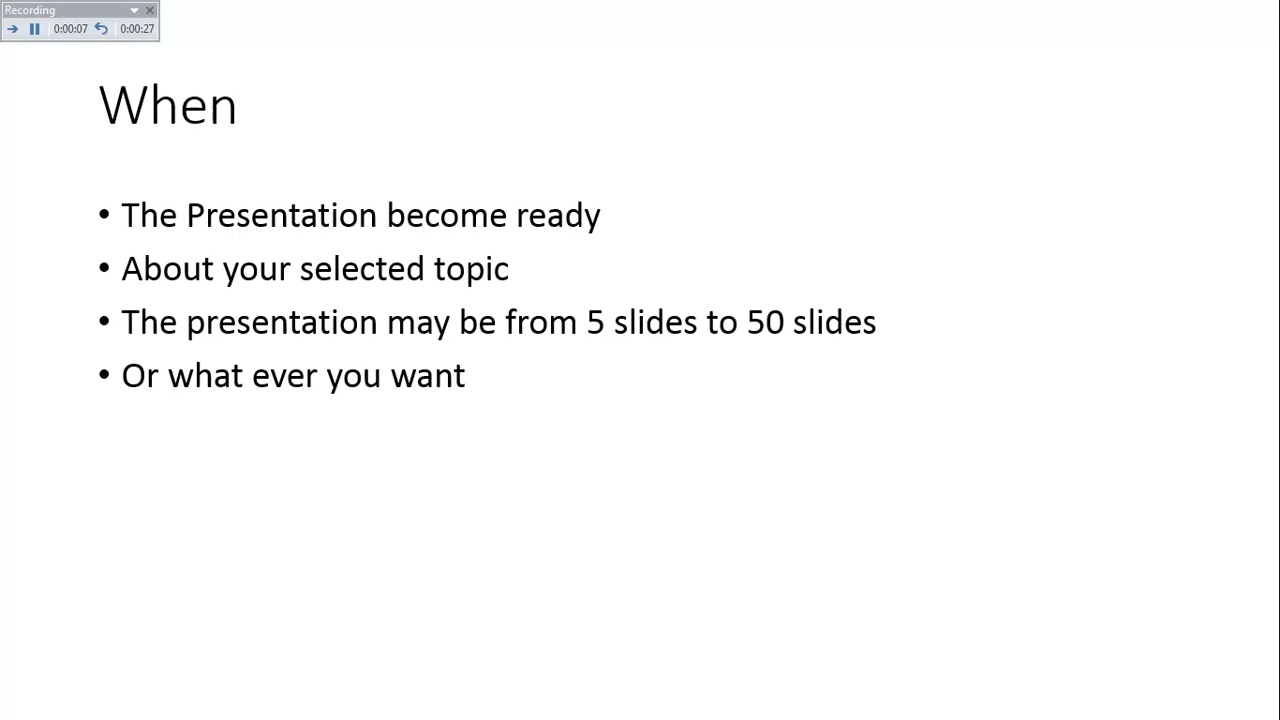 Recording
0:00:07 0:00:27
When
• The Presentation become ready
• About your selected topic
• The presentation may be from 5 slides to 50 slides
• Or what ever you want